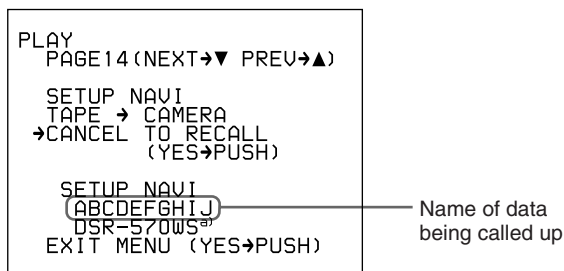 PLAY
PAGE14(NEXT→▼ PREV→▲)
SETUP NAVI
TAPE → CAMERA
→CANCEL TO RECALL
(YES→PUSH)
SETUP NAVI
ABCDEFGHIJ
DSR-570WSa)
EXIT MENU (YES→PUSH)
Name of data
being called up